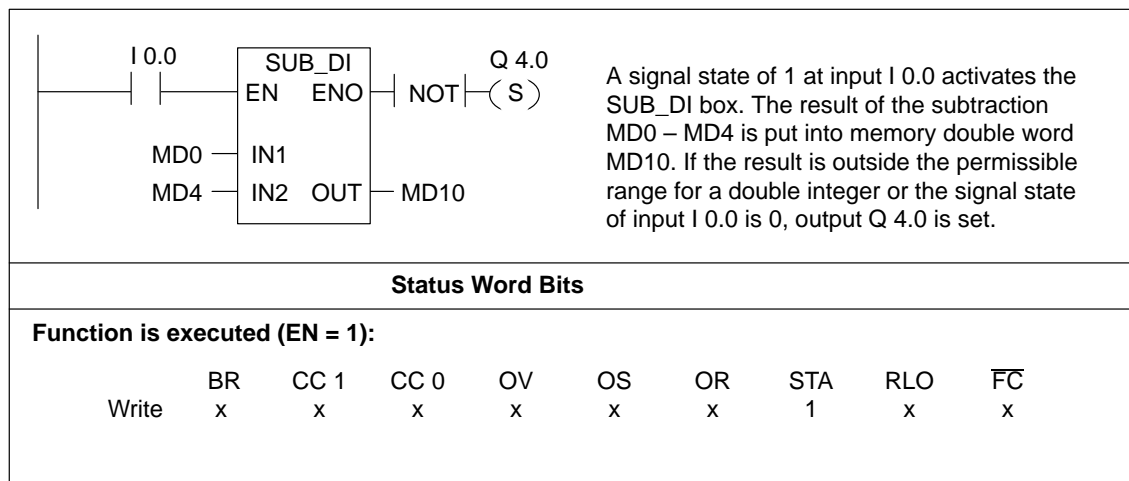 I 0.0
SUB_DI
Q 4.0
EN ENO NOT S
MD0 IN1
MD4 IN2 OUT MD10
A signal state of 1 at input I 0.0 activates the
SUB_DI box. The result of the subtraction
MD0 – MD4 is put into memory double word
MD10. If the result is outside the permissible
range for a double integer or the signal state
of input I 0.0 is 0, output Q 4.0 is set.
Status Word Bits
Function is executed (EN = 1):
BR CC 1 CC 0 OV OS OR STA RLO F̅C̅
Write x x x x x x 1 x x